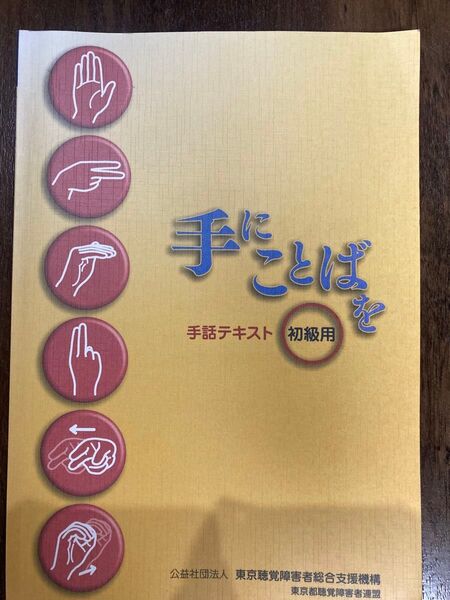 手に
ことば
を
手話テキスト 初級用
公益社団法人 東京聴覚障害者総合支援機構
東京都聴覚障害者連盟